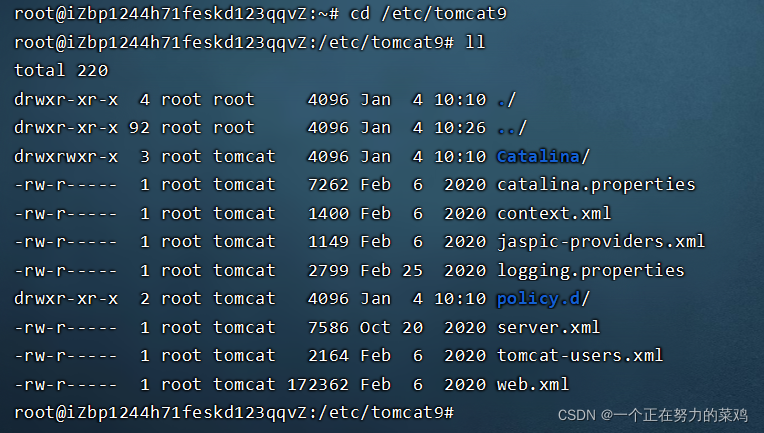 root@iZbp1244h71feskd123qqvZ:~# cd /etc/tomcat9
root@iZbp1244h71feskd123qqvZ:/etc/tomcat9# ll
total 220
drwxr-xr-x  4 root root     4096 Jan  4 10:10 ./
drwxr-xr-x 92 root root     4096 Jan  4 10:26 ../
drwxrwxr-x  3 root tomcat   4096 Jan  4 10:10 Catalina/
-rw-r-----  1 root tomcat   7262 Feb  6  2020 catalina.properties
-rw-r-----  1 root tomcat   1400 Feb  6  2020 context.xml
-rw-r-----  1 root tomcat   1149 Feb  6  2020 jaspic-providers.xml
-rw-r-----  1 root tomcat   2799 Feb 25  2020 logging.properties
drwxr-xr-x  2 root tomcat   4096 Jan  4 10:10 policy.d/
-rw-r-----  1 root tomcat   7586 Oct 20  2020 server.xml
-rw-r-----  1 root tomcat   2164 Feb  6  2020 tomcat-users.xml
-rw-r-----  1 root tomcat 172362 Feb  6  2020 web.xml
root@iZbp1244h71feskd123qqvZ:/etc/tomcat9#
CSDN @一个正在努力的菜鸡